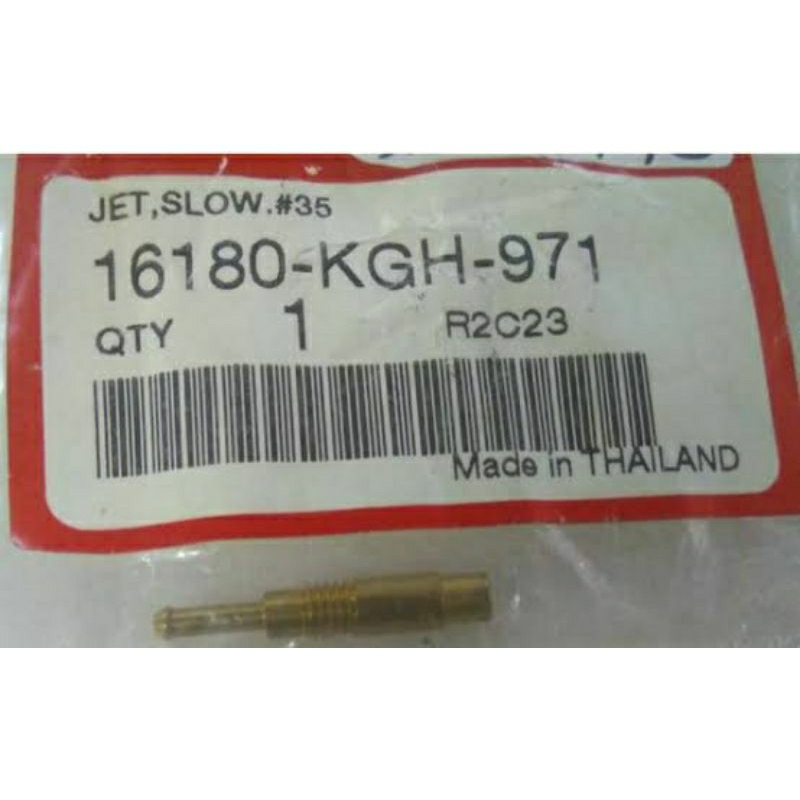 JET,SLOW.#35
16180-KGH-971
QTY 1 R2C23
Made in THAILAND